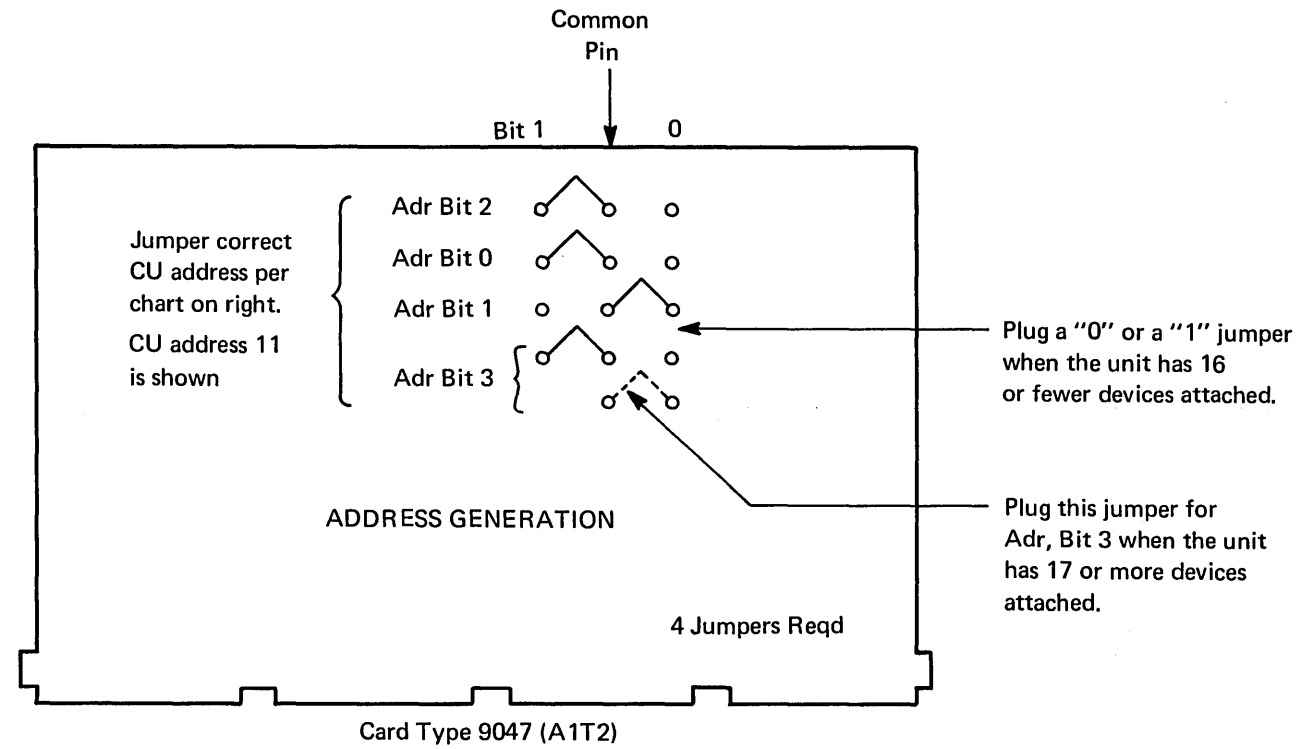 Common
Pin
Bit 1
0
Adr Bit 2
Adr Bit 0
Adr Bit 1
Adr Bit 3
Jumper correct
CU address per
chart on right.
CU address 11
is shown
Plug a "0" or a "1" jumper
when the unit has 16
or fewer devices attached.
Plug this jumper for
Adr, Bit 3 when the unit
has 17 or more devices
attached.
ADDRESS GENERATION
4 Jumpers Reqd
Card Type 9047 (A1T2)